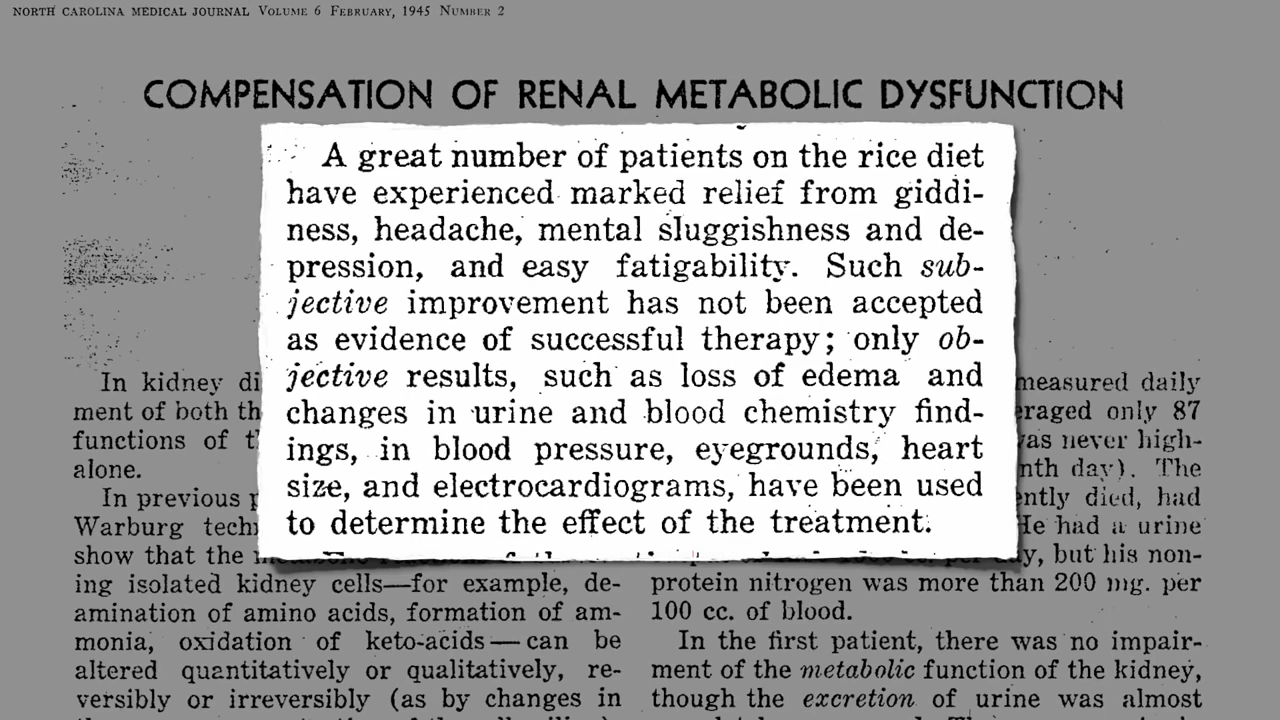 NORTH CAROLINA MEDICAL JOURNAL Volume 6 February, 1945 Number 2
COMPENSATION OF RENAL METABOLIC DYSFUNCTION
A great number of patients on the rice diet
have experienced marked relief from giddi-
ness, headache, mental sluggishness and de-
pression, and easy fatigability. Such sub-
jective improvement has not been accepted
as evidence of successful therapy; only ob-
jective results, such as loss of edema and
changes in urine and blood chemistry find-
ings, in blood pressure, eyegrounds, heart
size, and electrocardiograms, have been used
to determine the effect of the treatment.
In kidney di
ment of both th
functions of t
alone.
In previous
Warburg tech
show that the
ing isolated kidney cells—for example, de-
amination of amino acids, formation of am-
monia, oxidation of keto-acids—can be
altered quantitatively or qualitatively, re-
versibly or irreversibly (as by changes in
measured daily
eraged only 87
was never high-
nth day). The
ently died, had
He had a urine
day, but his non-
protein nitrogen was more than 200 mg. per
100 cc. of blood.
In the first patient, there was no impair-
ment of the metabolic function of the kidney,
though the excretion of urine was almost